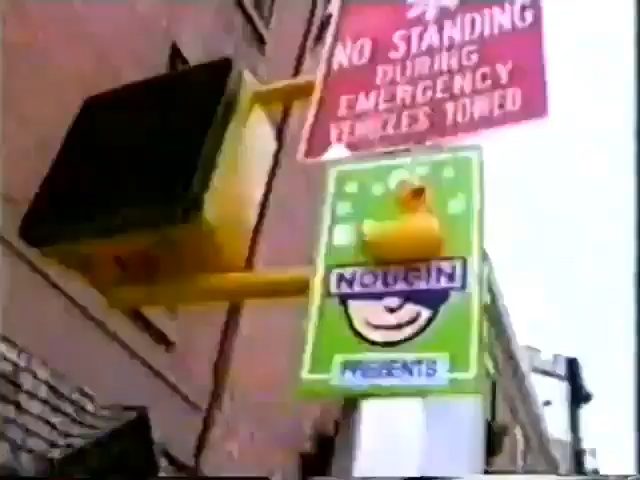 NO STANDING
DURING
EMERGENCY
VEHICLES TOWED
NOGGIN
PRESENTS